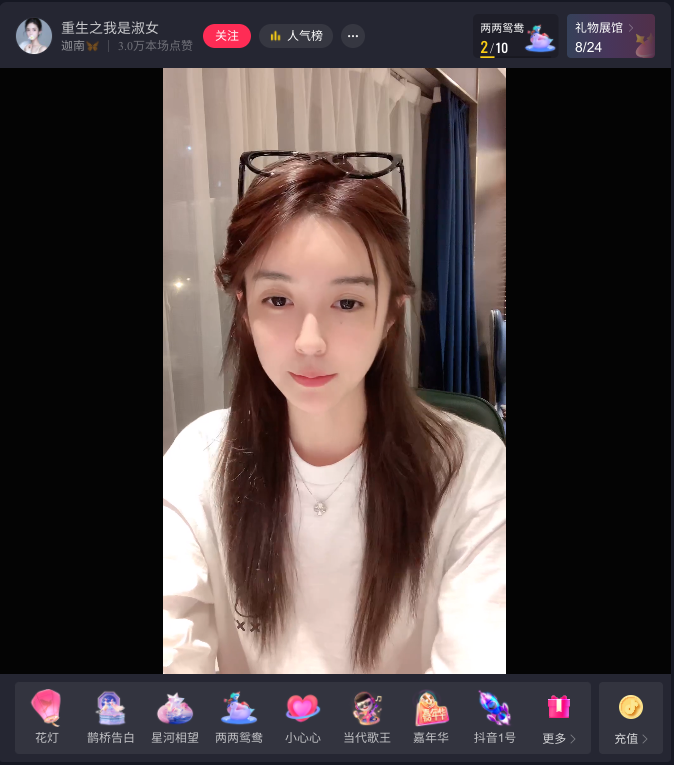 重生之我是淑女
迦南 | 3.0万本场点赞
关注
人气榜
两两鸳鸯
2/10
礼物展馆
8/24
花灯
鹊桥告白
星河相望
两两鸳鸯
小心心
当代歌王
嘉年华
嘉年华
抖音1号
更多
充值